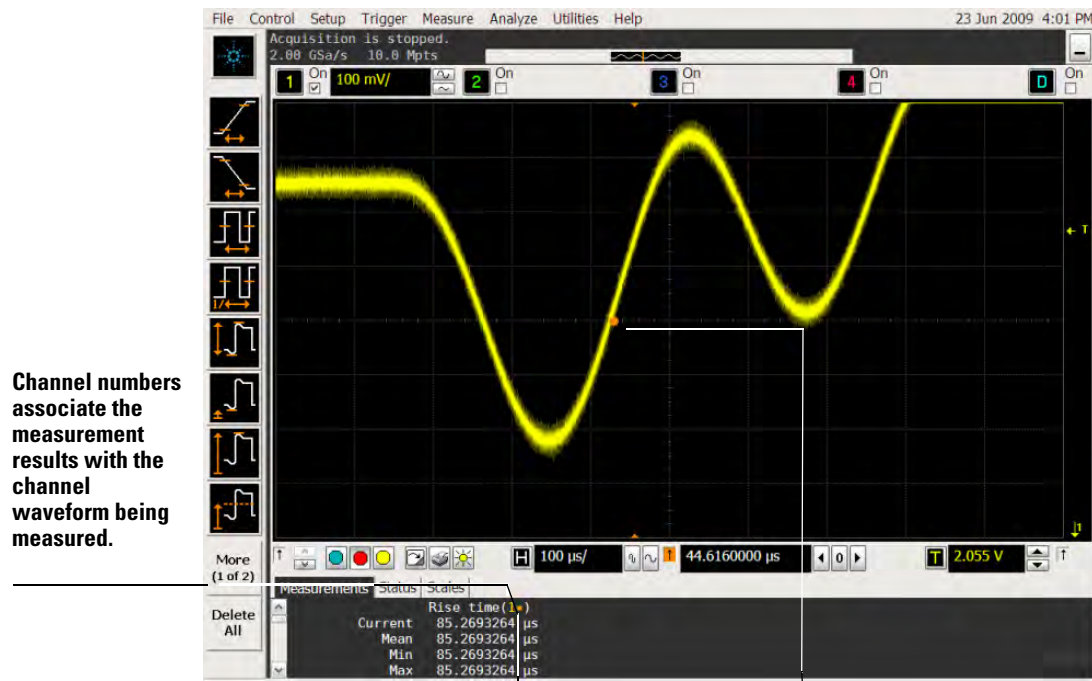 File Control Setup Trigger Measure Analyze Utilities Help 23 Jun 2009 4:01 PM
Acquisition is stopped.
2.00 GSa/s 10.0 Mpts
1 On 100 mV/ 2 On 3 On 4 On D On
T
1/
Channel numbers
associate the
measurement
results with the
channel
waveform being
measured.
1
More
(1 of 2)
H 100 µs/ 44.6160000 µs 0 T 2.055 V
Measurements Status Scales
Delete
All
Rise time(1)
Current 85.2693264 µs
Mean 85.2693264 µs
Min 85.2693264 µs
Max 85.2693264 µs